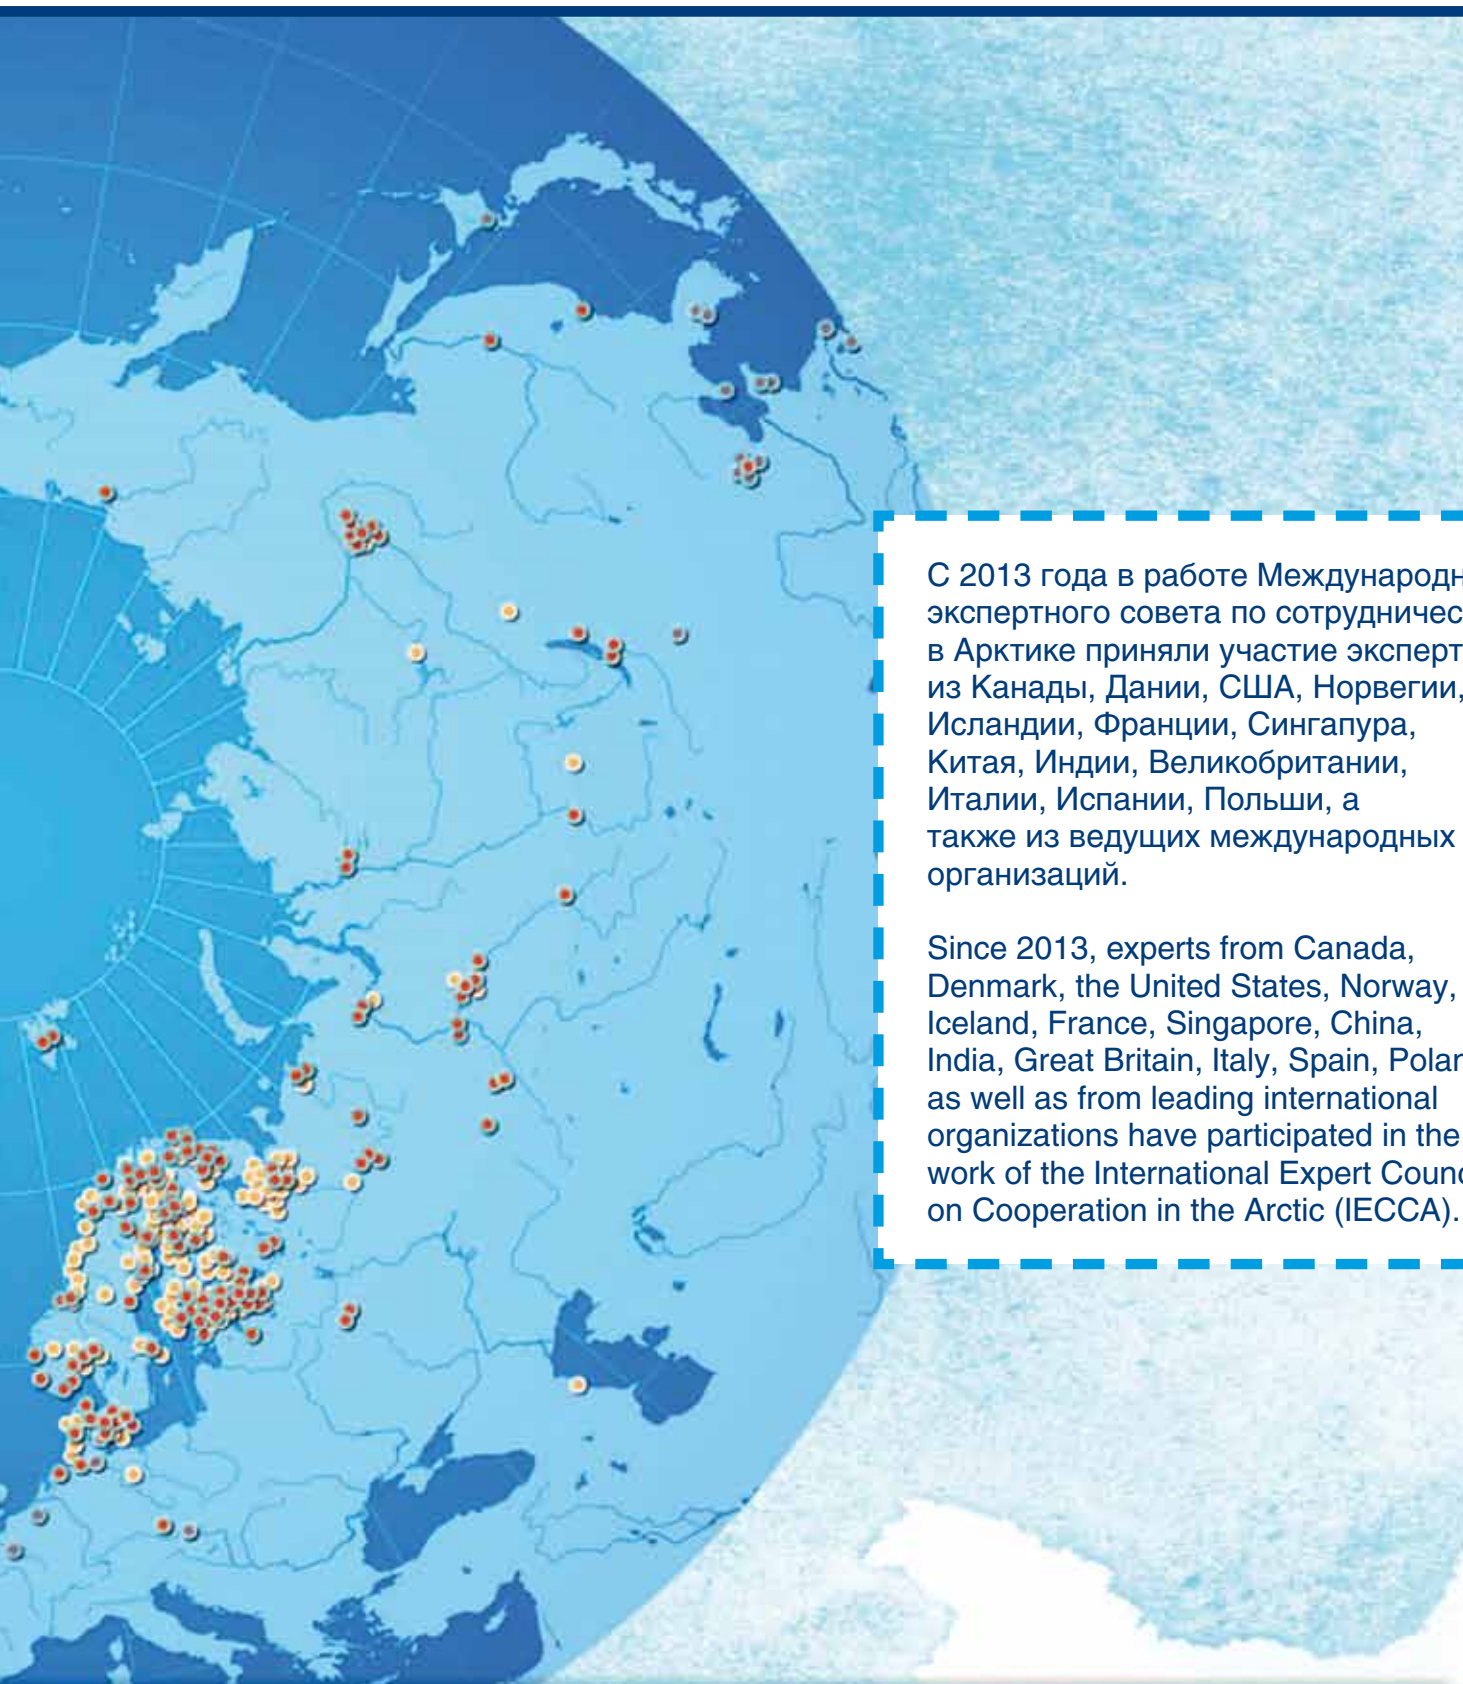 С 2013 года в работе Международн
экспертного совета по сотрудничес
в Арктике приняли участие эксперт
из Канады, Дании, США, Норвегии,
Исландии, Франции, Сингапура,
Китая, Индии, Великобритании,
Италии, Испании, Польши, а
также из ведущих международных
организаций.
Since 2013, experts from Canada,
Denmark, the United States, Norway,
Iceland, France, Singapore, China,
India, Great Britain, Italy, Spain, Polan
as well as from leading international
organizations have participated in the
work of the International Expert Counc
on Cooperation in the Arctic (IECCA).